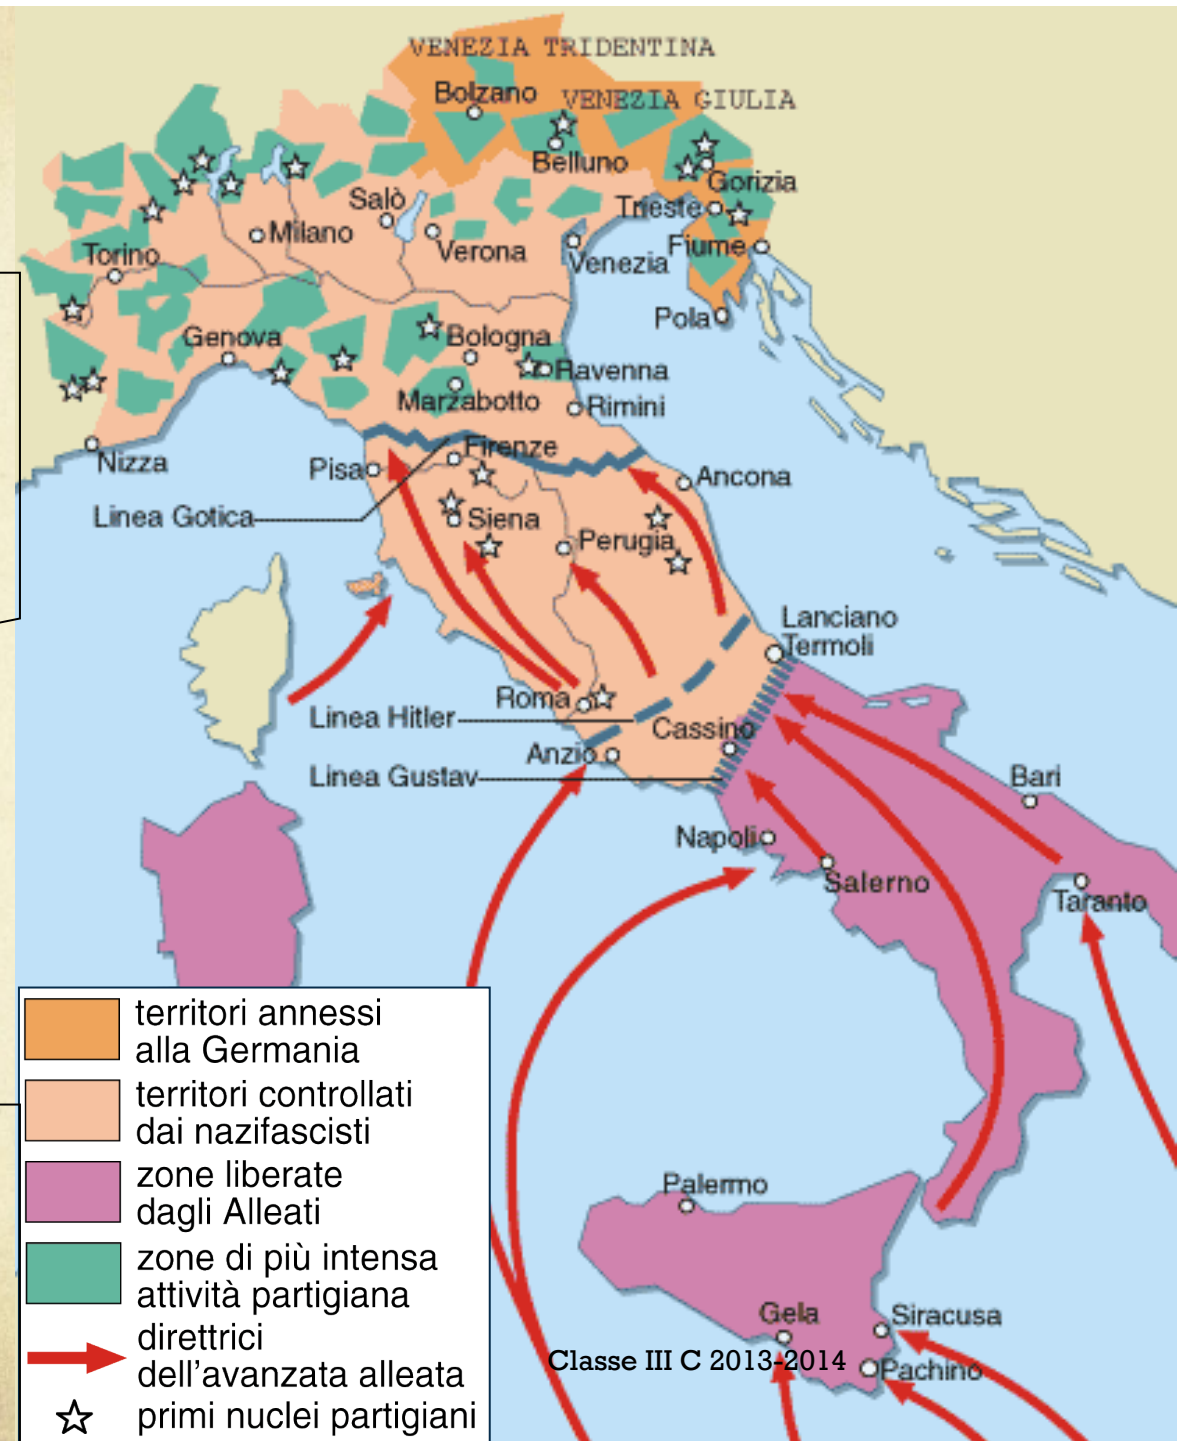 VENEZIA TRIDENTINA
Bolzano
VENEZIA GIULIA
Belluno
Gorizia
Salò
Trieste
Milano
Verona
Fiume
Torino
Venezia
Pola
Genova
Bologna
Ravenna
Marzabotto
Rimini
Firenze
Nizza
Pisa
Ancona
Linea Gotica
Siena
Perugia
Lanciano
Termoli
Roma
Linea Hitler
Cassino
Anzio
Linea Gustav
Bari
Napoli
Salerno
Taranto
territori annessi
alla Germania
territori controllati
dai nazifascisti
zone liberate
dagli Alleati
Palermo
zone di più intensa
attività partigiana
Gela
Siracusa
direttrici
dell'avanzata alleata
Classe III C 2013-2014
Pachino
primi nuclei partigiani